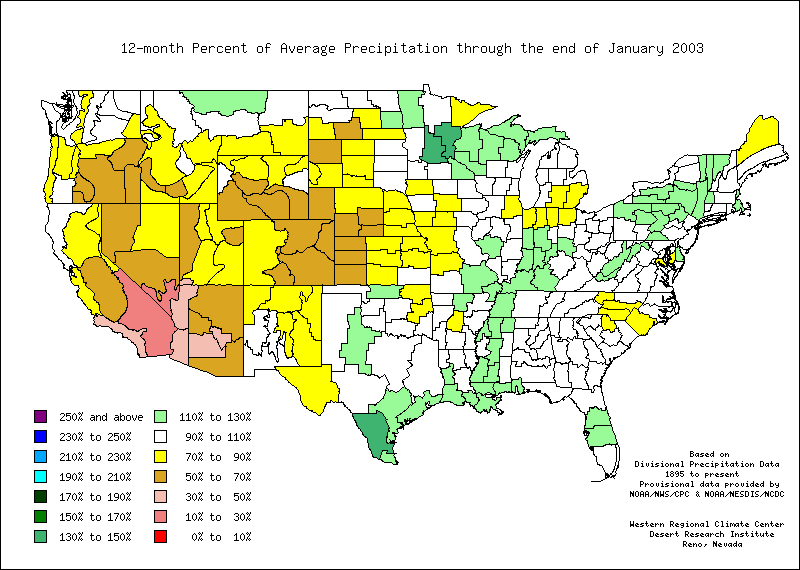 12-month Percent of Average Precipitation through the end of January 2003
250% and above
230% to 250%
210% to 230%
190% to 210%
170% to 190%
150% to 170%
130% to 150%
110% to 130%
90% to 110%
70% to 90%
50% to 70%
30% to 50%
10% to 30%
0% to 10%
Based on
Divisional Precipitation Data
1895 to present
Provisional data provided by
NOAA/NWS/CPC & NOAA/NESDIS/NCDC
Western Regional Climate Center
Desert Research Institute
Reno, Nevada